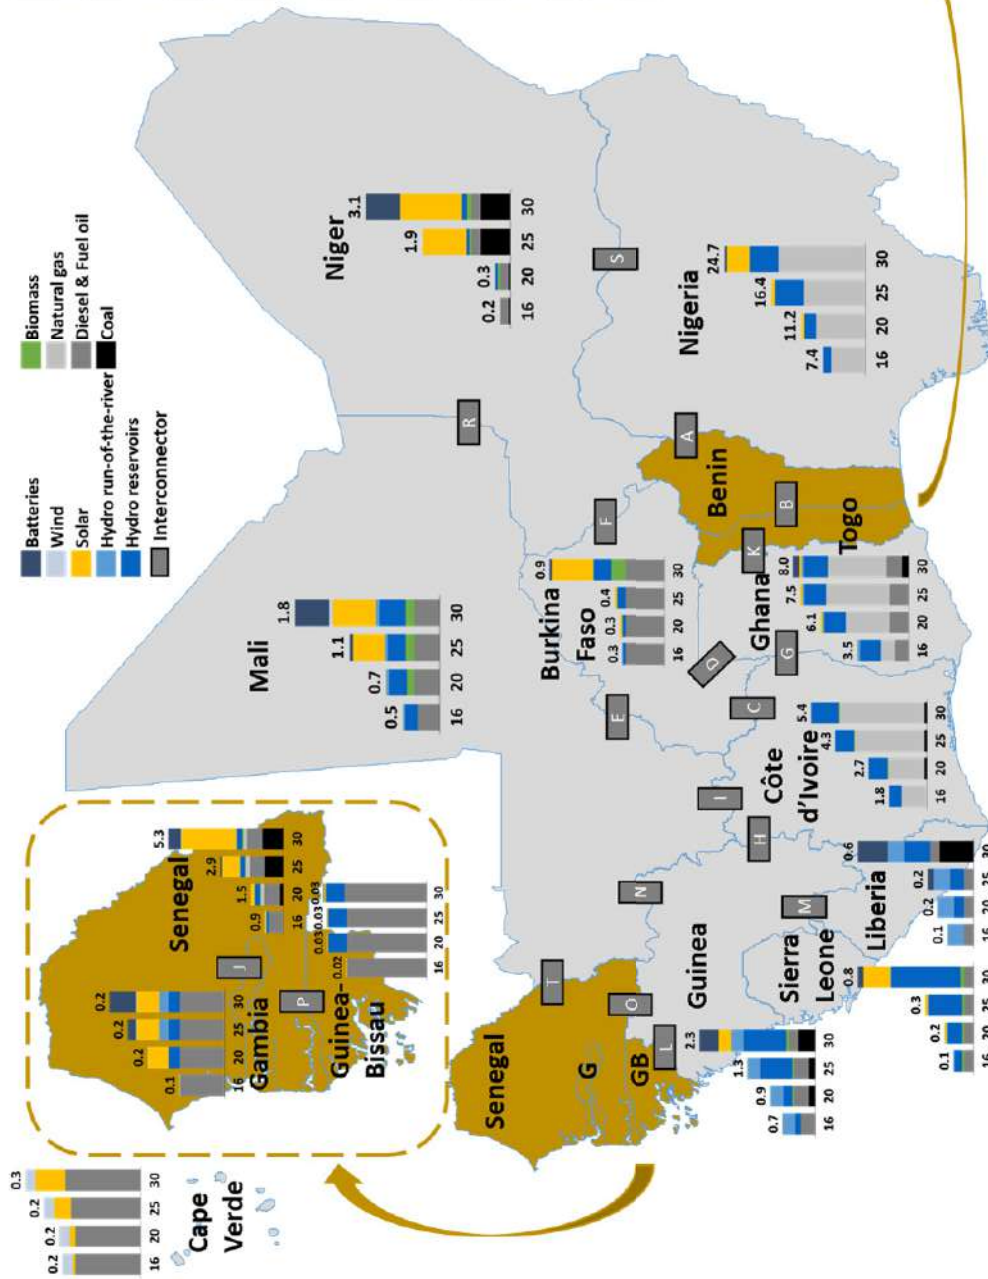 Batteries
Wind
Solar
Hydro run-of-the-river
Hydro reservoirs
Interconnector
Biomass
Natural gas
Diesel & Fuel oil
Coal
0.2
0.2
0.2
0.3
16
20
25
30
Cape
Verde
0.1
0.2
0.2
0.2
16
20
25
30
Gambia
Senegal
0.9
1.5
2.9
5.3
16
20
25
30
J
P
Guinea-
Bissau
0.02
0.03
0.03
0.03
16
20
25
30
Mali
0.5
0.7
1.1
1.8
16
20
25
30
Niger
0.2
0.3
1.9
3.1
16
20
25
30
R
S
Senegal
G
GB
T
O
L
N
Guinea
0.7
0.9
1.3
2.3
16
20
25
30
Sierra
Leone
0.1
0.2
0.3
0.8
16
20
25
30
M
Liberia
0.1
0.2
0.2
0.6
16
20
25
30
H
I
Côte
d'Ivoire
1.8
2.7
4.3
5.4
16
20
25
30
C
D
E
F
G
K
Burkina
Faso
0.3
0.3
0.4
0.9
16
20
25
30
Ghana
3.5
6.1
7.5
8.0
16
20
25
30
Togo
Benin
A
B
Nigeria
7.4
11.2
16.4
24.7
16
20
25
30